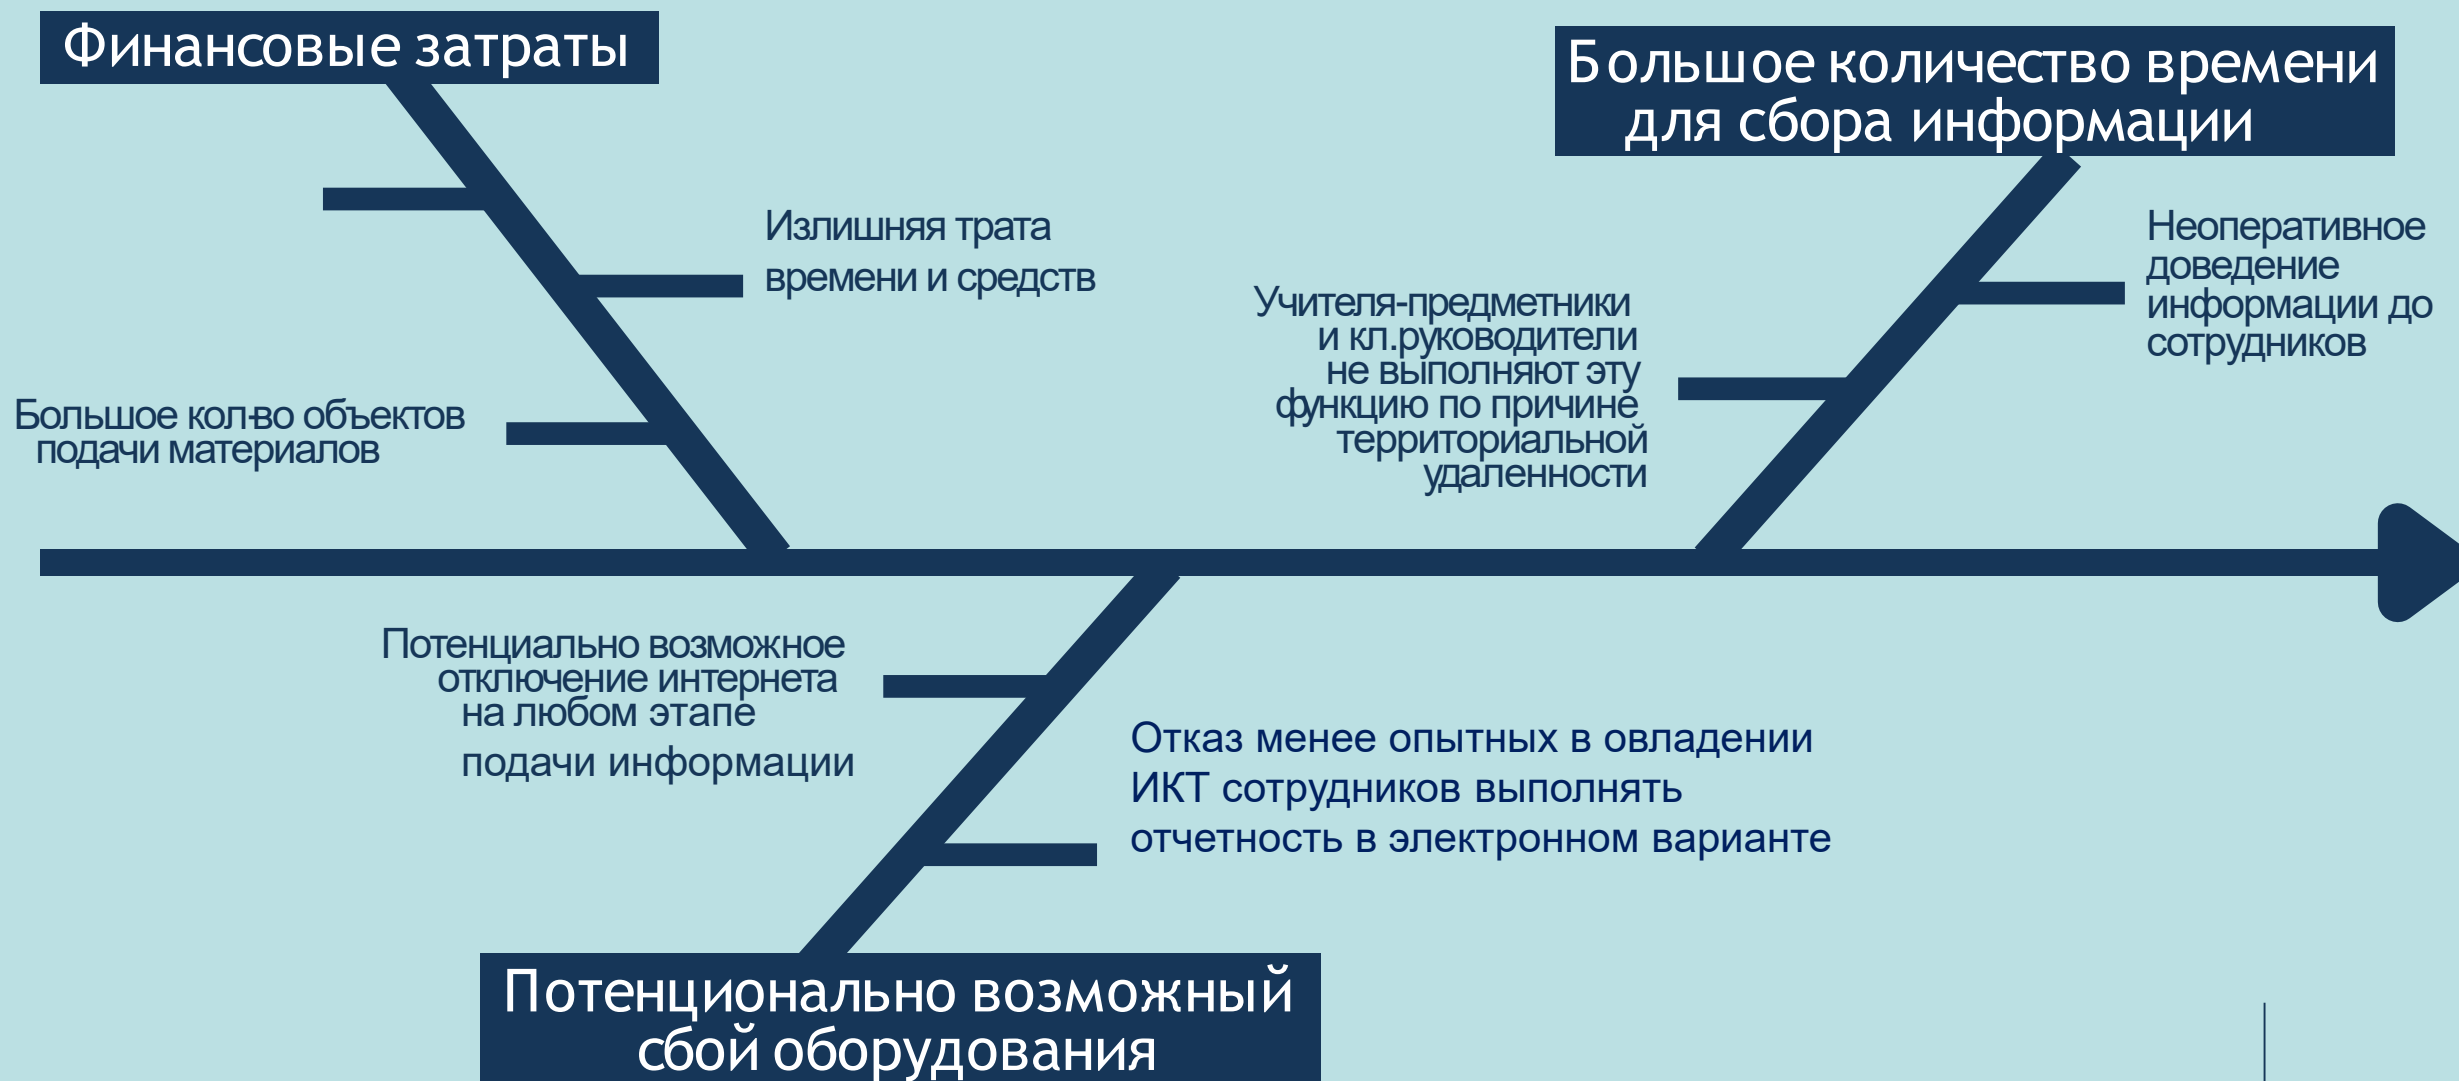 Финансовые затраты
Большое количество времени
для сбора информации
Излишняя трата
времени и средств
Большое кол-во объектов
подачи материалов
Учителя-предметники
и кл.руководители
не выполняют эту
функцию по причине
территориальной
удаленности
Неоперативное
доведение
информации до
сотрудников
Потенциально возможное
отключение интернета
на любом этапе
подачи информации
Отказ менее опытных в овладении
ИКТ сотрудников выполнять
отчетность в электронном варианте
Потенционально возможный
сбой оборудования